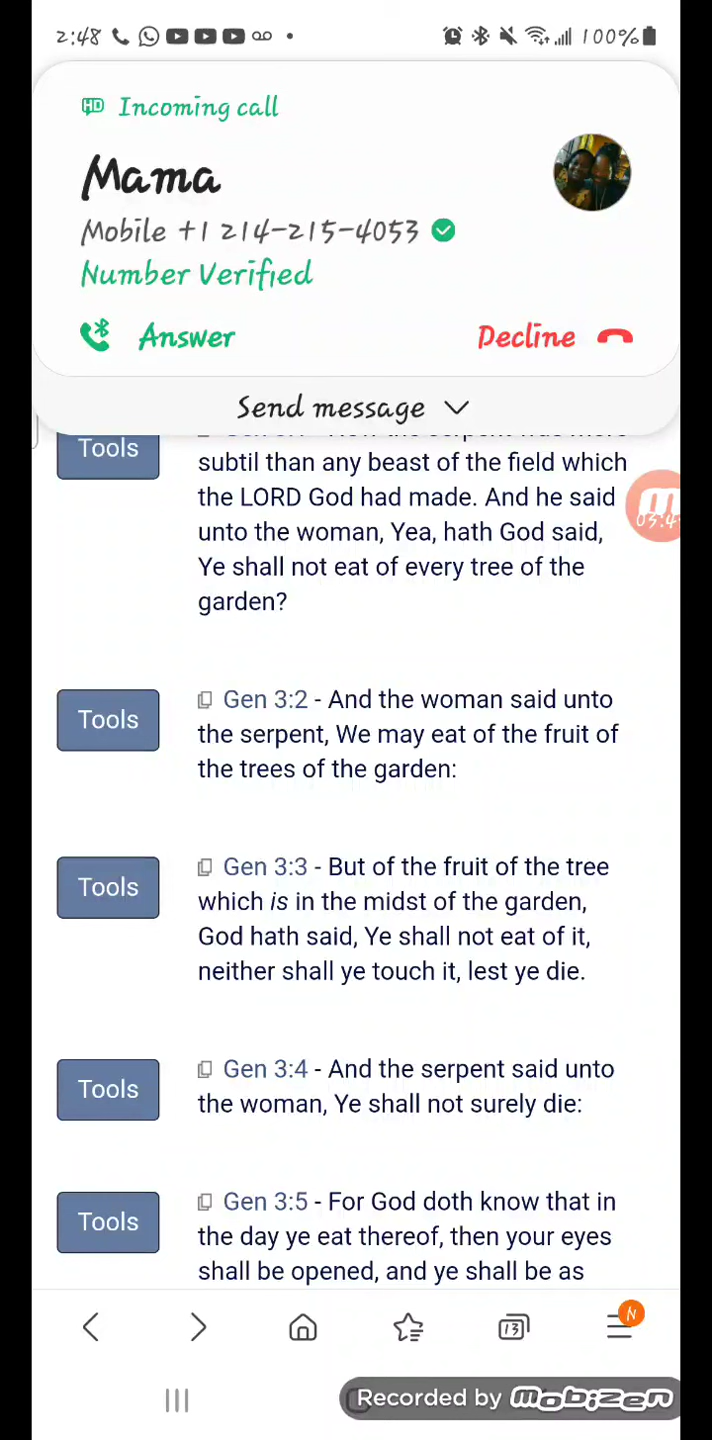 2:48 100%
Incoming call
Mama
Mobile +1 214-215-4053
Number Verified
Answer Decline
Send message
Tools
subtil than any beast of the field which
the LORD God had made. And he said
unto the woman, Yea, hath God said,
Ye shall not eat of every tree of the
garden?
Tools
Gen 3:2 - And the woman said unto
the serpent, We may eat of the fruit of
the trees of the garden:
Tools
Gen 3:3 - But of the fruit of the tree
which is in the midst of the garden,
God hath said, Ye shall not eat of it,
neither shall ye touch it, lest ye die.
Tools
Gen 3:4 - And the serpent said unto
the woman, Ye shall not surely die:
Tools
Gen 3:5 - For God doth know that in
the day ye eat thereof, then your eyes
shall be opened, and ye shall be as
13 N
Recorded by mobizen